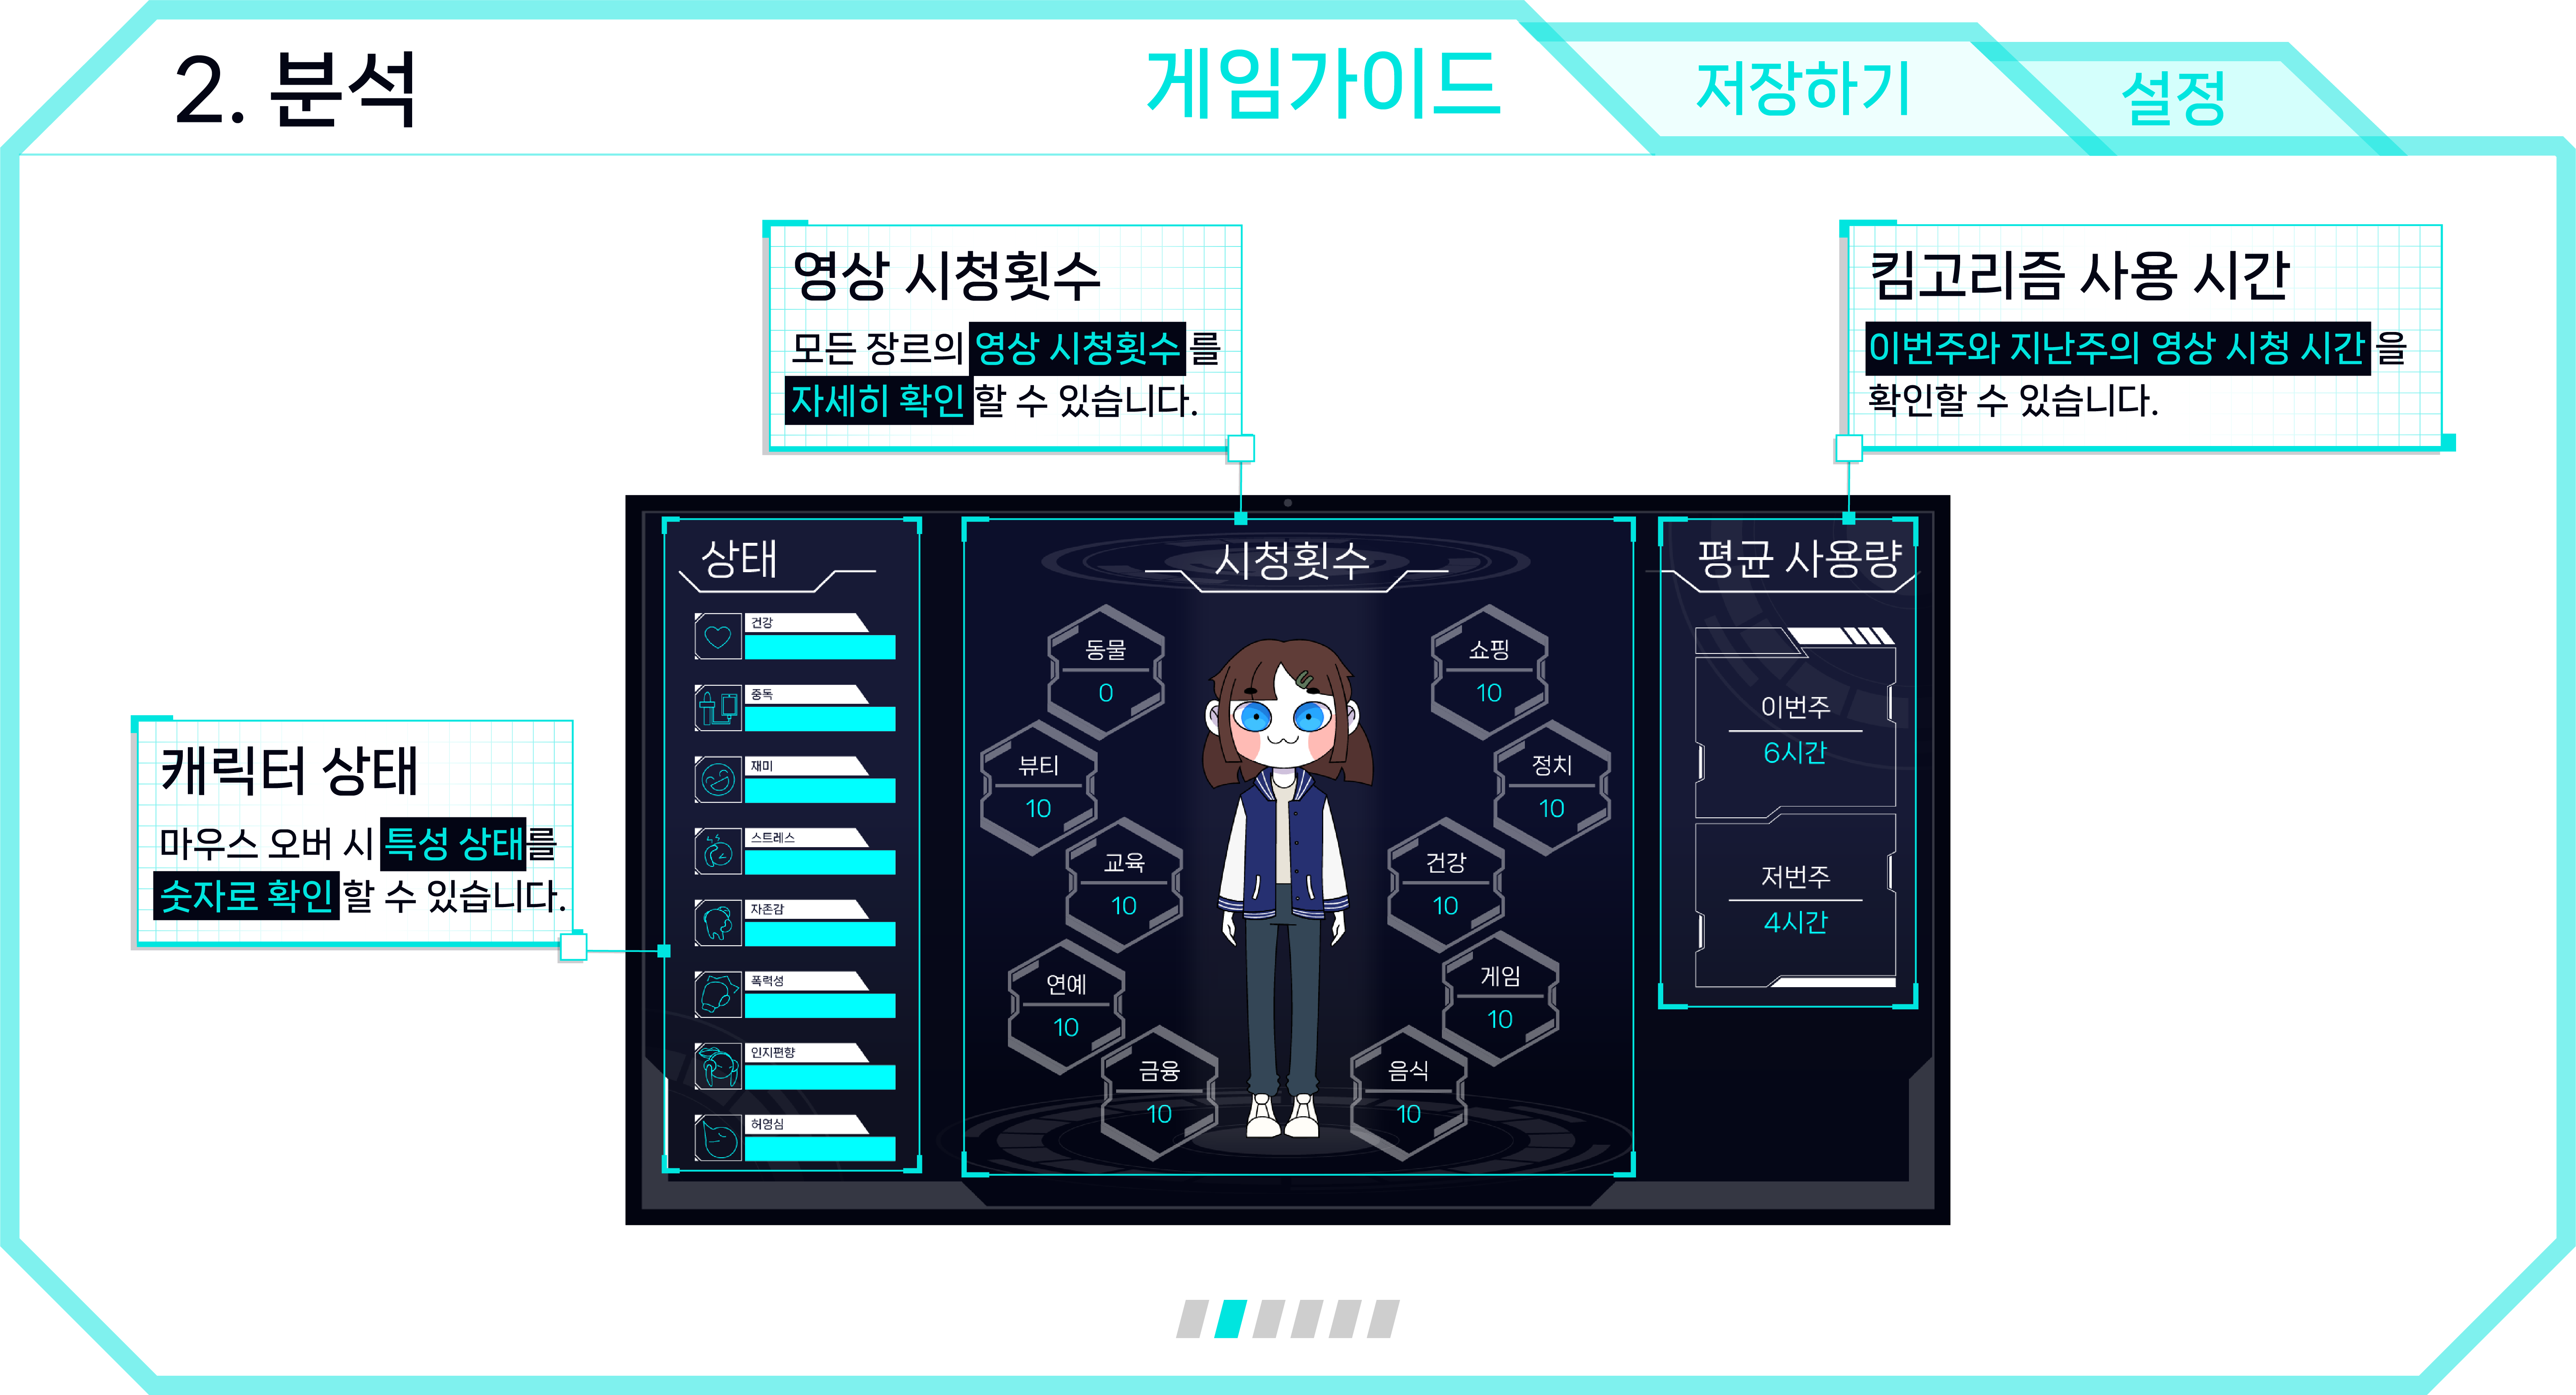 2. 분석
게임가이드
저장하기
설정
영상 시청횟수
모든 장르의 영상 시청횟수를
자세히 확인할 수 있습니다.
킴고리즘 사용 시간
이번주와 지난주의 영상 시청 시간을
확인할 수 있습니다.
캐릭터 상태
마우스 오버 시 특성 상태를
숫자로 확인할 수 있습니다.
상태
건강
중독
재미
스트레스
자존감
폭력성
인지편향
허영심
시청횟수
동물
0
뷰티
10
교육
10
연예
10
금융
10
쇼핑
10
정치
10
건강
10
게임
10
음식
10
평균 사용량
이번주
6시간
저번주
4시간